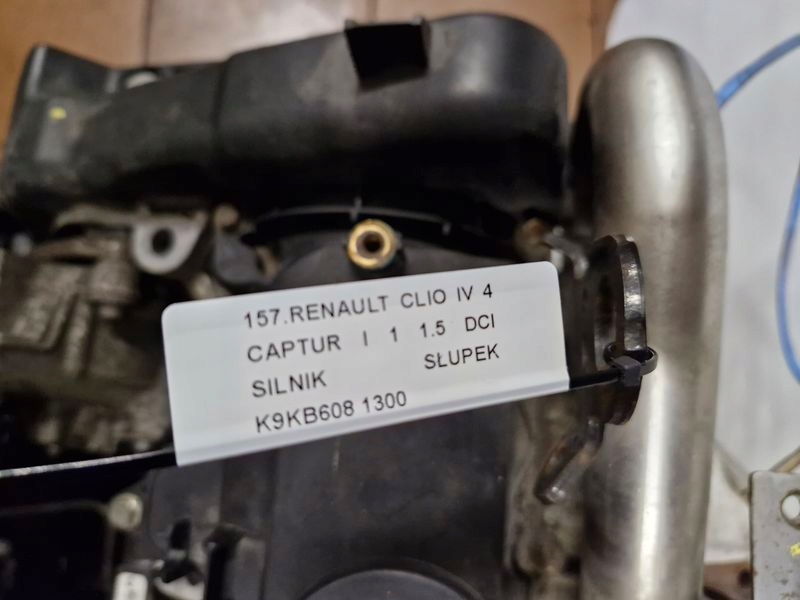 157.RENAULT CLIO IV 4
CAPTUR I 1 1.5 DCI
SILNIK SŁUPEK
K9KB608 1300